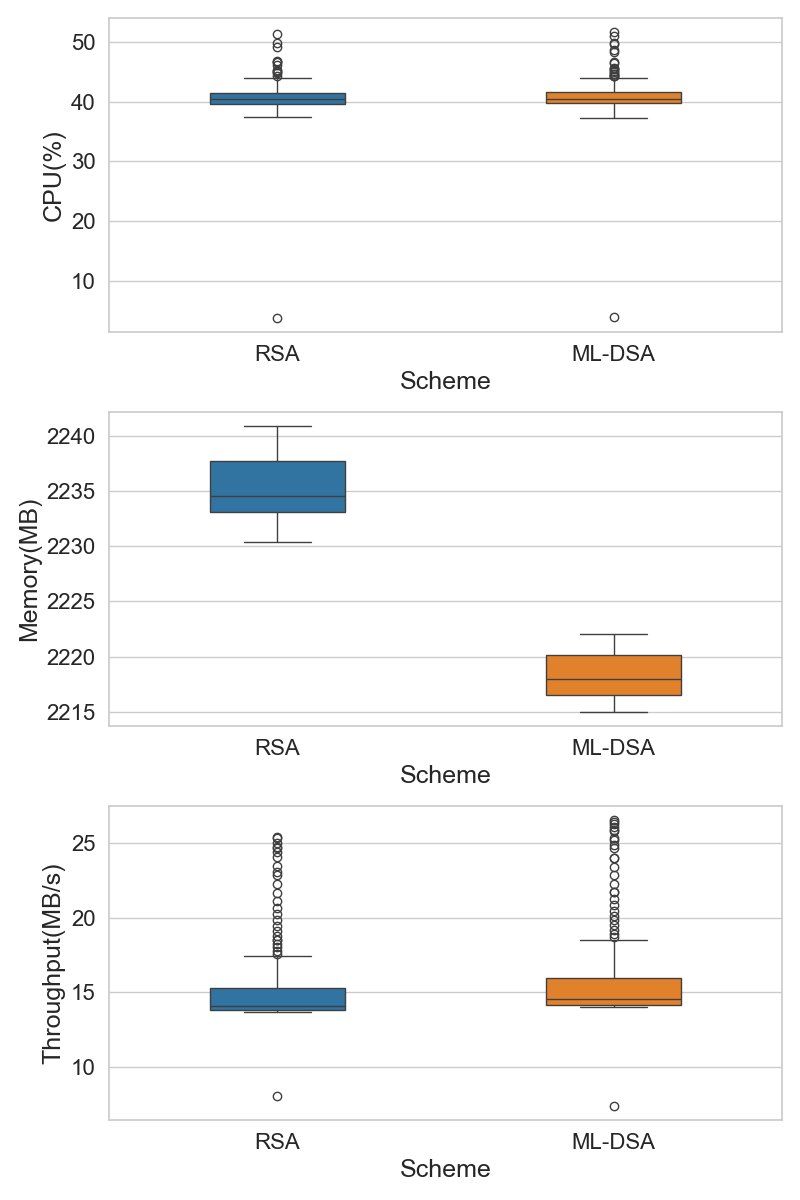 CPU(%)
50
40
30
20
10
RSA
ML-DSA
Scheme
Memory(MB)
2240
2235
2230
2225
2220
2215
RSA
ML-DSA
Scheme
Throughput(MB/s)
25
20
15
10
RSA
ML-DSA
Scheme